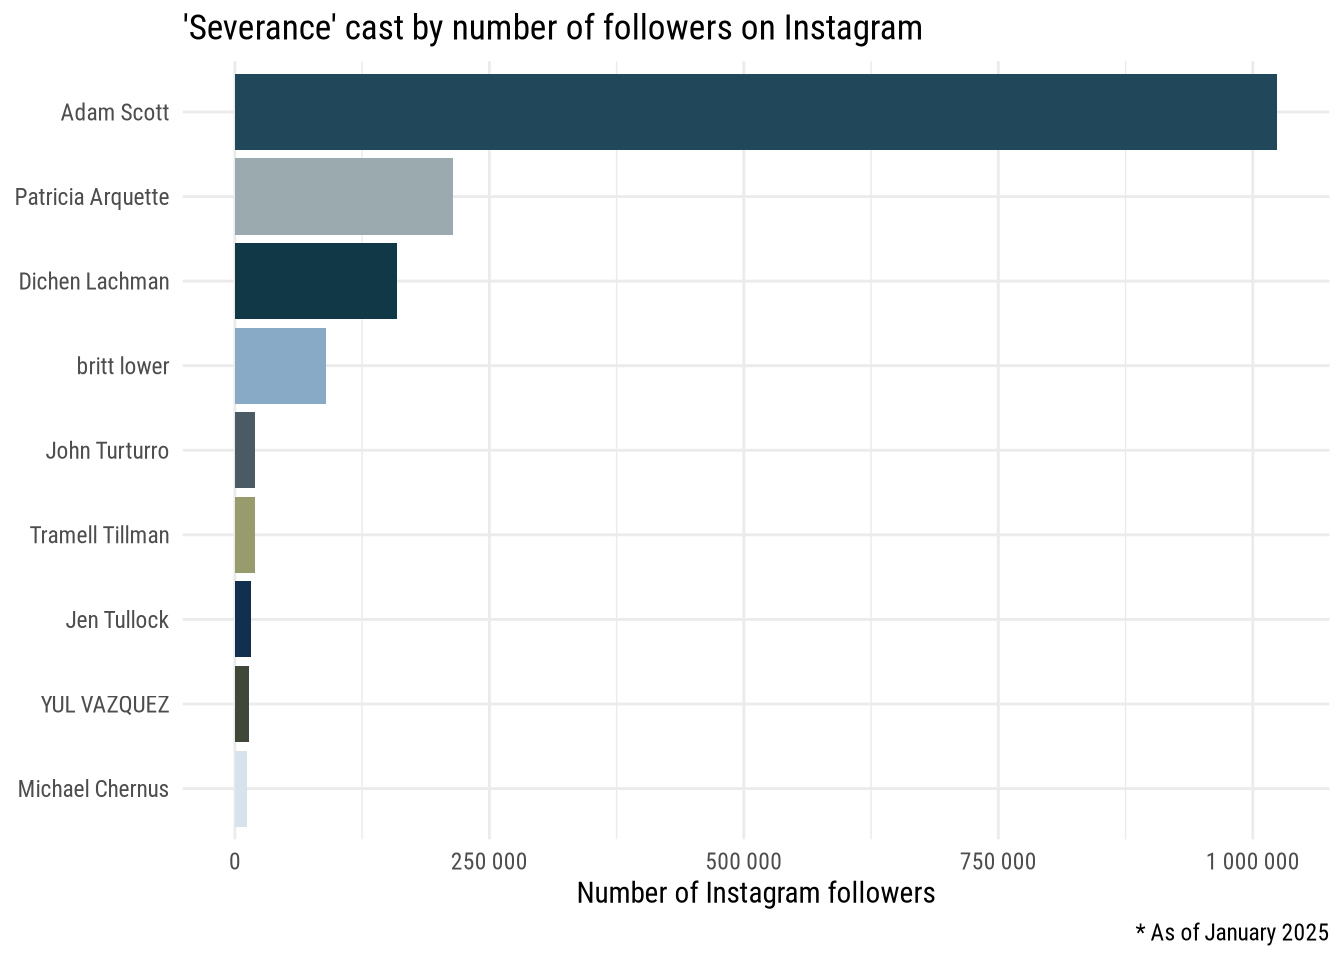 'Severance' cast by number of followers on Instagram
Adam Scott
Patricia Arquette
Dichen Lachman
britt lower
John Turturro
Tramell Tillman
Jen Tullock
YUL VAZQUEZ
Michael Chernus
0 250 000 500 000 750 000 1 000 000
Number of Instagram followers
* As of January 2025